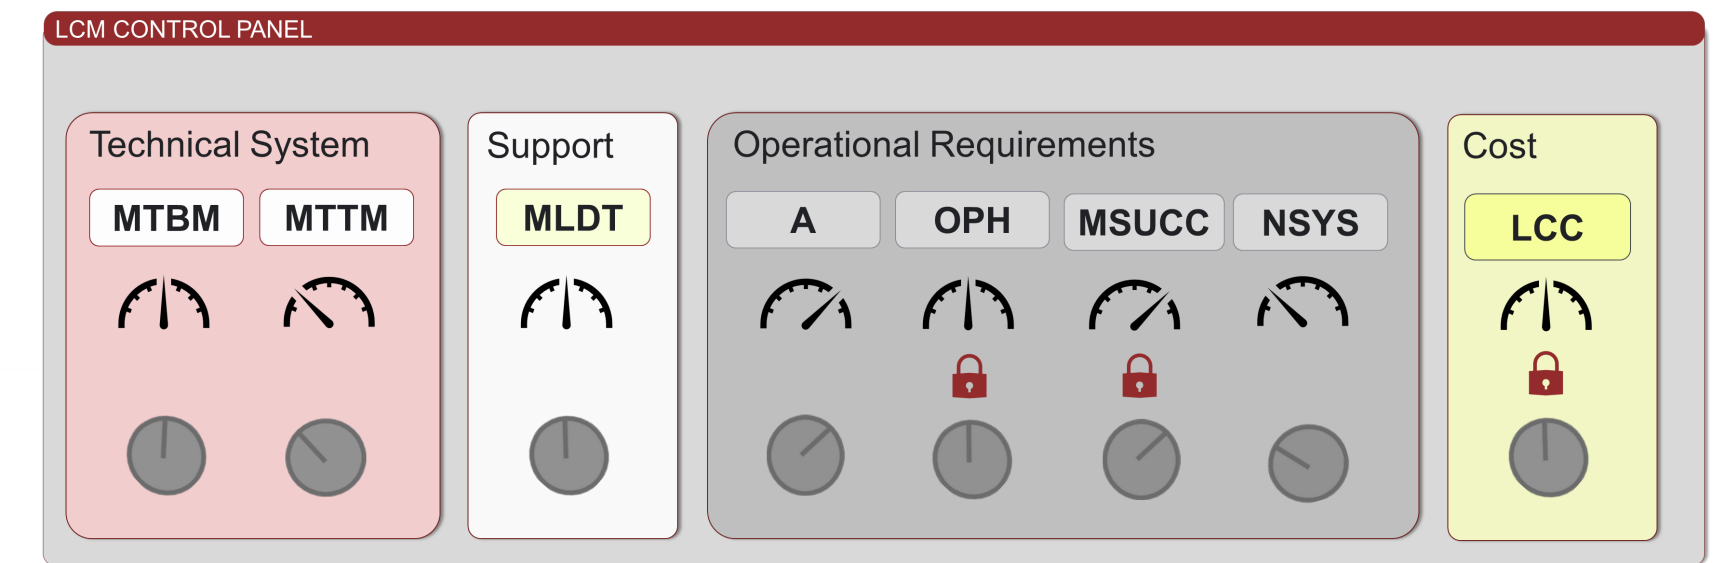 LCM CONTROL PANEL
Technical System
MTBM
MTTM
Support
MLDT
Operational Requirements
A
OPH
MSUCC
NSYS
Cost
LCC